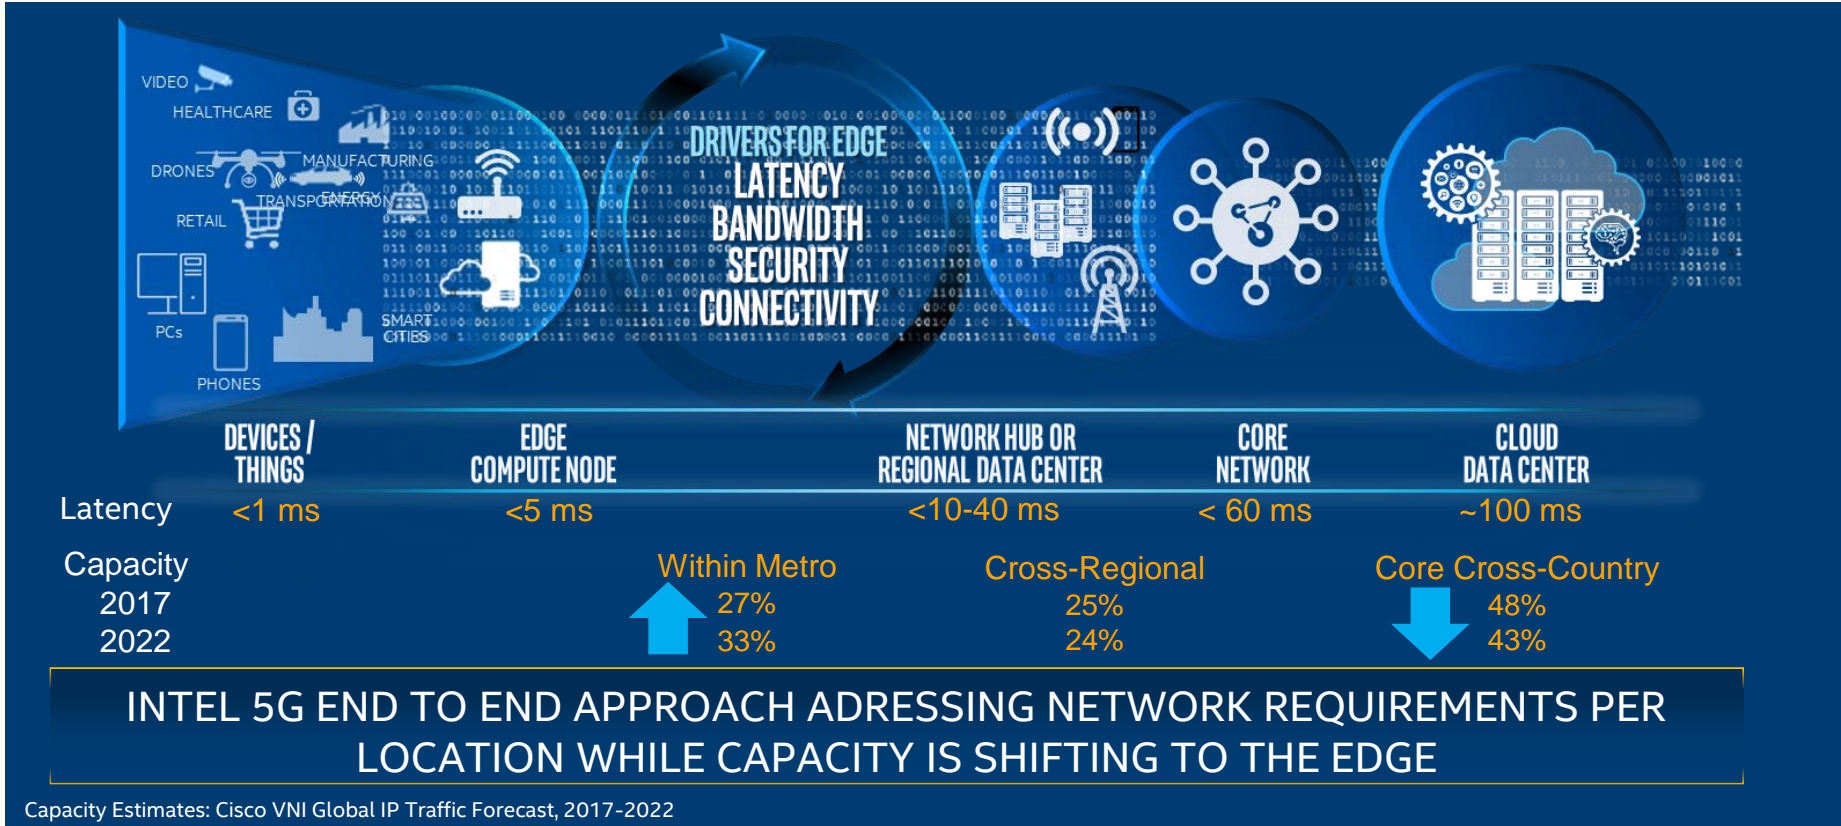 VIDEO
HEALTHCARE
MANUFACTURING
DRONES
TRANSPORTATION
ENERGY
RETAIL
PCs
SMART
CITIES
PHONES
DRIVERS FOR EDGE
LATENCY
BANDWIDTH
SECURITY
CONNECTIVITY
DEVICES /
THINGS
EDGE
COMPUTE NODE
NETWORK HUB OR
REGIONAL DATA CENTER
CORE
NETWORK
CLOUD
DATA CENTER
Latency <1 ms <5 ms <10-40 ms < 60 ms ~100 ms
Capacity Within Metro Cross-Regional Core Cross-Country
2017 27% 25% 48%
2022 33% 24% 43%
INTEL 5G END TO END APPROACH ADRESSING NETWORK REQUIREMENTS PER
LOCATION WHILE CAPACITY IS SHIFTING TO THE EDGE
Capacity Estimates: Cisco VNI Global IP Traffic Forecast, 2017-2022